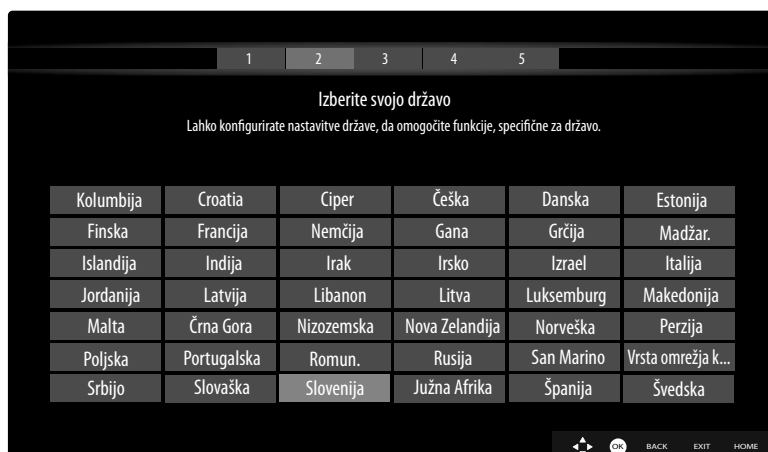 1 2 3 4 5
Izberite svojo državo
Lahko konfigurirate nastavitve države, da omogočite funkcije, specifične za državo.
Kolumbija Croatia Ciper Češka Danska Estonija
Finska Francija Nemčija Gana Grčija Madžar.
Islandija Indija Irak Irsko Izrael Italija
Jordanija Latvija Libanon Litva Luksemburg Makedonija
Malta Črna Gora Nizozemska Nova Zelandija Norveška Perzija
Poljska Portugalska Romun. Rusija San Marino Vrsta omrežja k...
Srbijo Slovaška Slovenija Južna Afrika Španija Švedska
OK BACK EXIT HOME